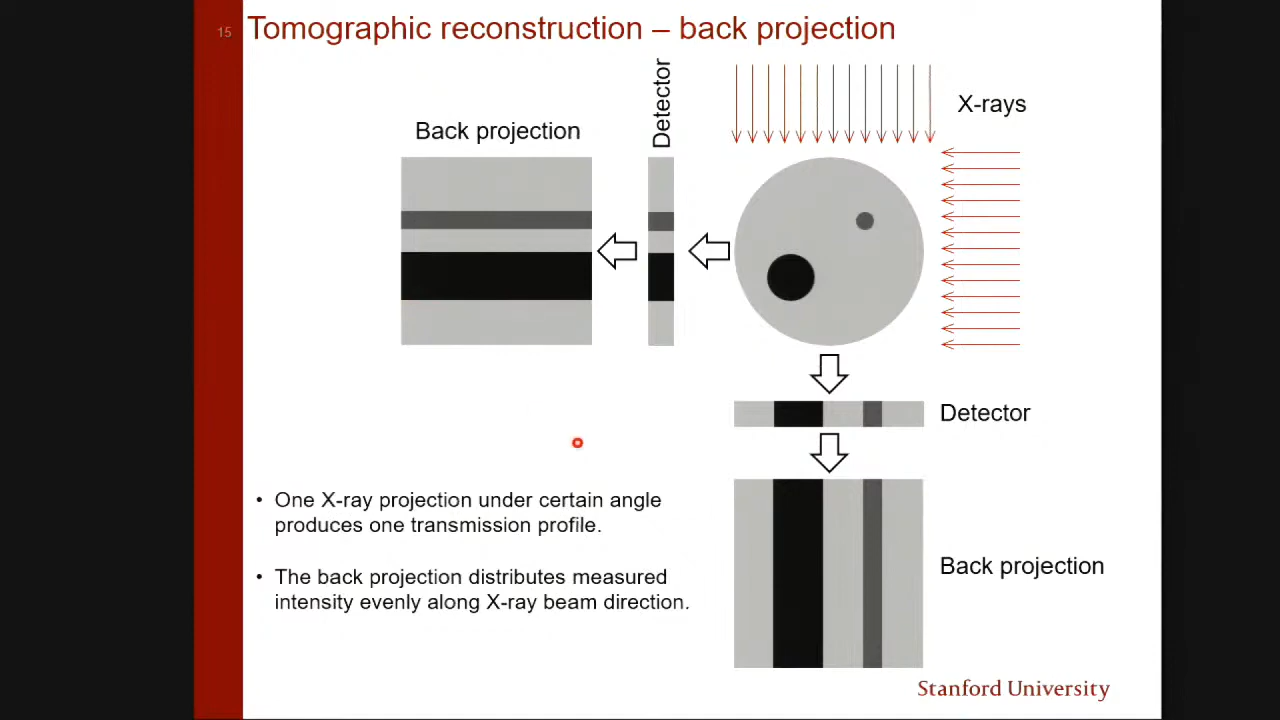 15
Tomographic reconstruction – back projection
Detector
X-rays
Back projection
Detector
• One X-ray projection under certain angle
produces one transmission profile.
• The back projection distributes measured
intensity evenly along X-ray beam direction.
Back projection
Stanford University